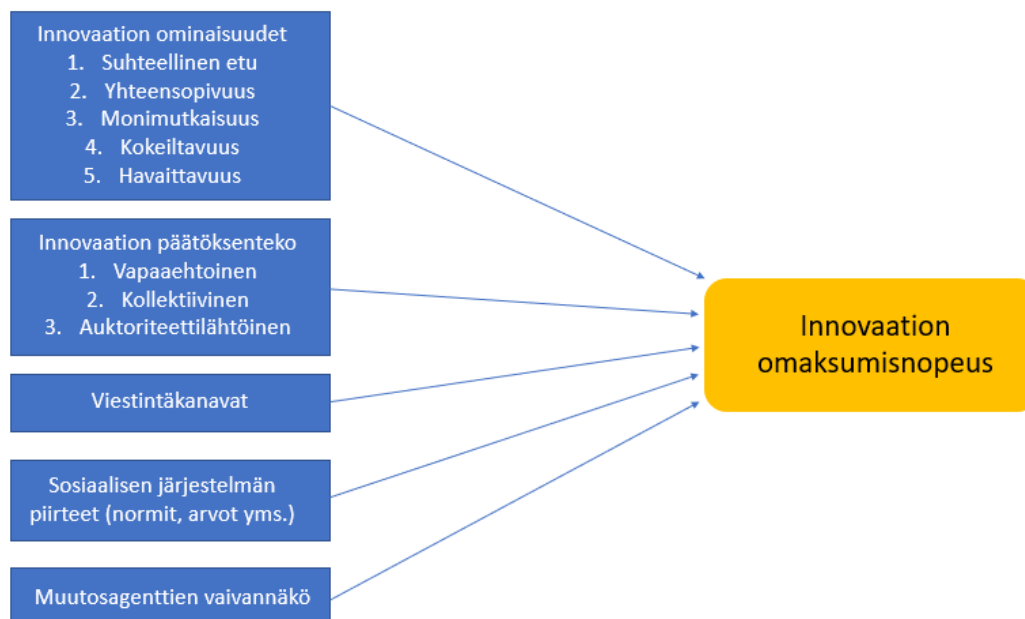 Innovaation ominaisuudet
1. Suhteellinen etu
2. Yhteensopivuus
3. Monimutkaisuus
4. Kokeiltavuus
5. Havaittavuus
Innovaation päätöksenteko
1. Vapaaehtoinen
2. Kollektiivinen
3. Auktoriteettilähtöinen
Viestintäkanavat
Sosiaalisen järjestelmän
piirteet (normit, arvot yms.)
Muutosagenttien vaivannäkö
Innovaation
omaksumisnopeus